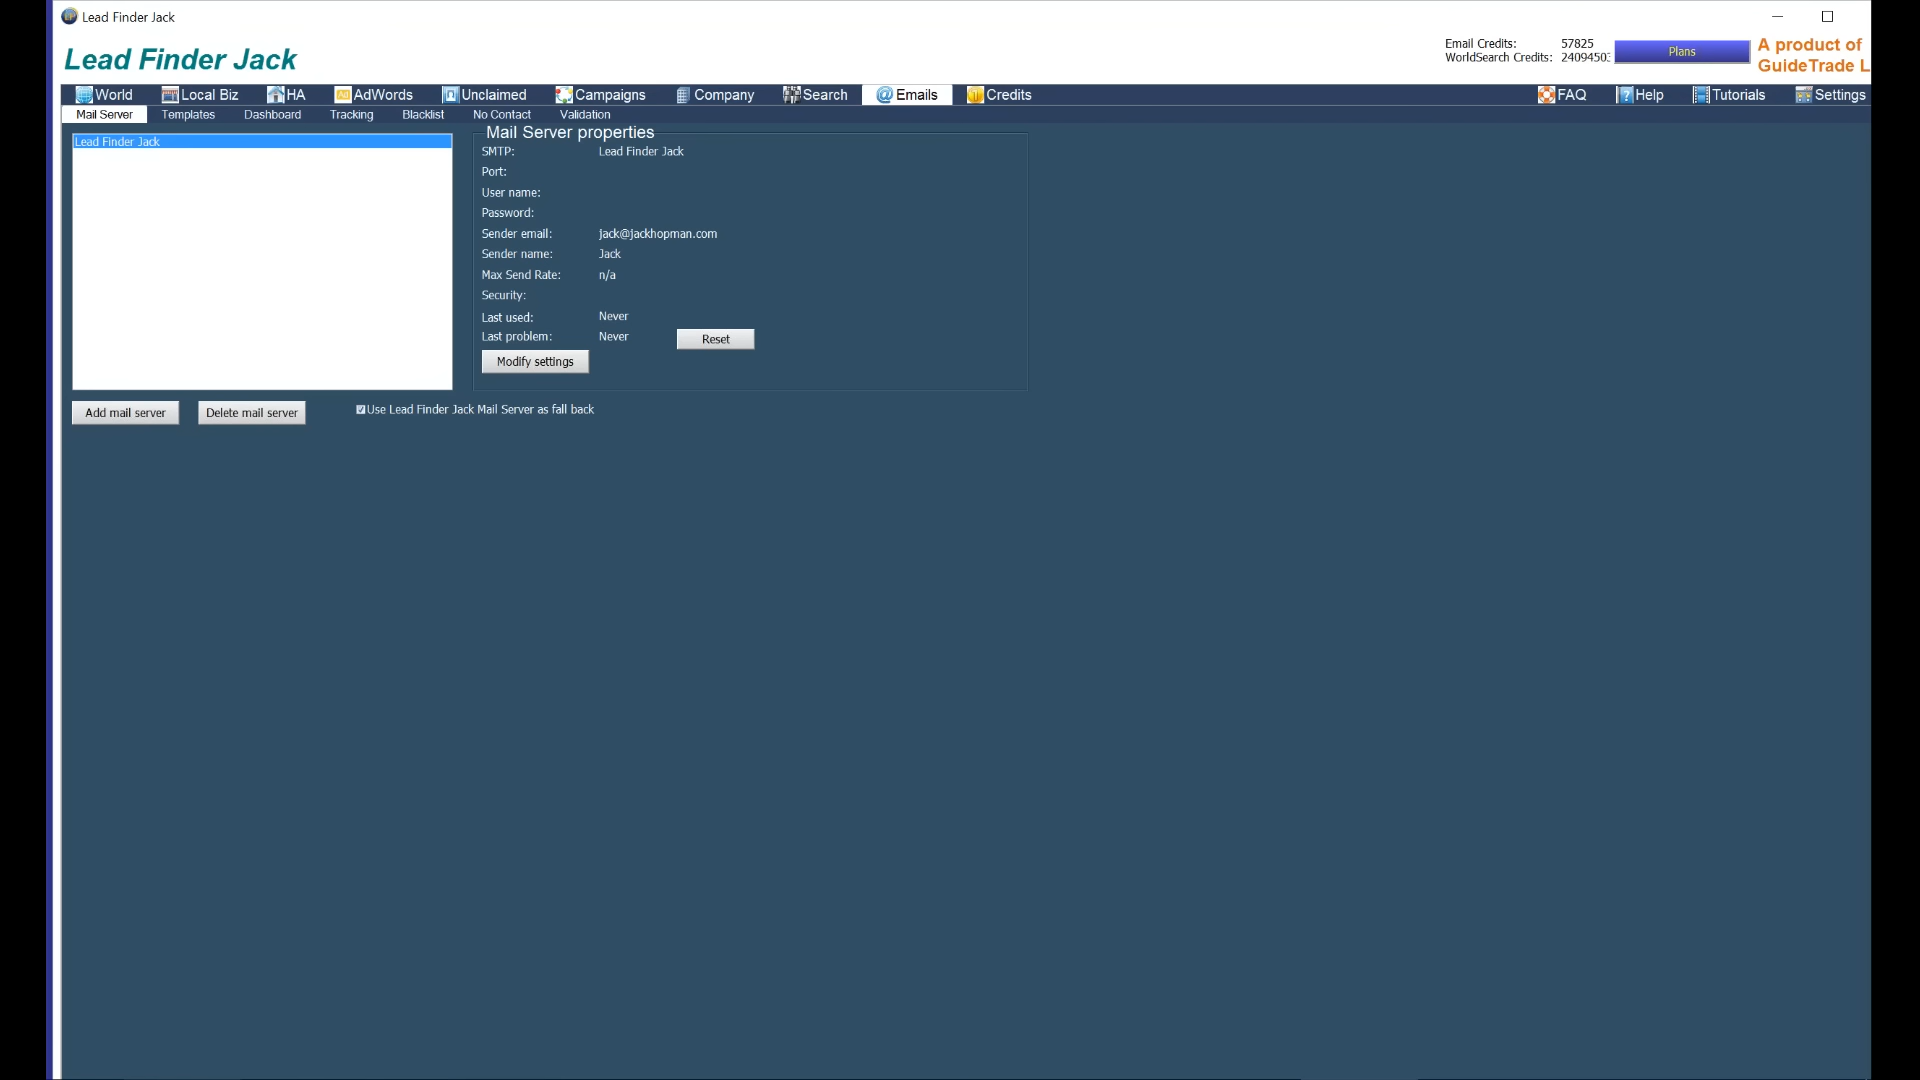 Lead Finder Jack
Lead Finder Jack
Email Credits: 57825
WorldSearch Credits: 2409450
Plans
A product of
GuideTrade L
World Local Biz HA AdWords Unclaimed Campaigns Company Search Emails Credits FAQ Help Tutorials Settings
Mail Server Templates Dashboard Tracking Blacklist No Contact Validation
Lead Finder Jack
Mail Server properties
SMTP: Lead Finder Jack
Port:
User name:
Password:
Sender email: jack@jackhopman.com
Sender name: Jack
Max Send Rate: n/a
Security:
Last used: Never
Last problem: Never
Reset
Modify settings
Add mail server Delete mail server Use Lead Finder Jack Mail Server as fall back